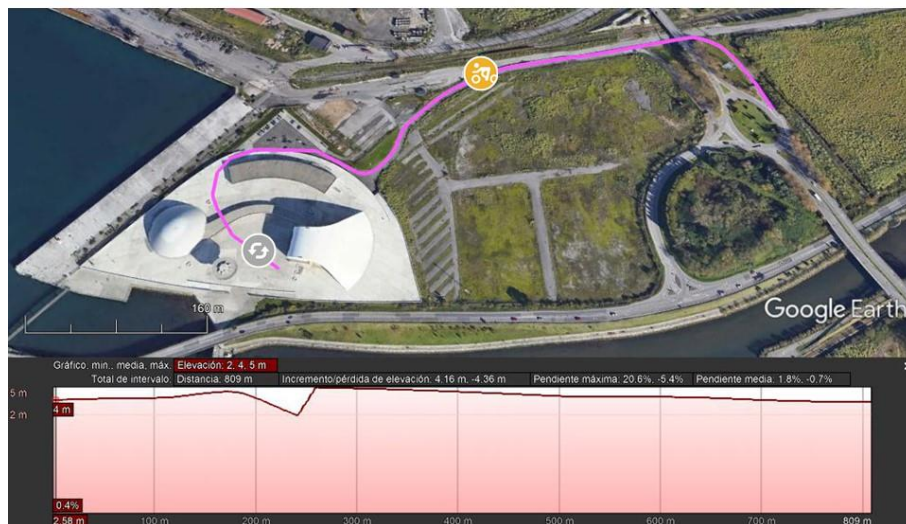 160 m
Google Earth
Gráfico. min., media, máx. Elevación: 2, 4, 5 m
Total de intervalo: Distancia: 809 m Incremento/pérdida de elevación: 4.16 m, -4.36 m Pendiente máxima: 20.6%, -5.4% Pendiente media: 1.8%, -0.7%
5 m
4 m
2 m
0.4%
2.58 m 100 m 200 m 300 m 400 m 500 m 600 m 700 m 809 m